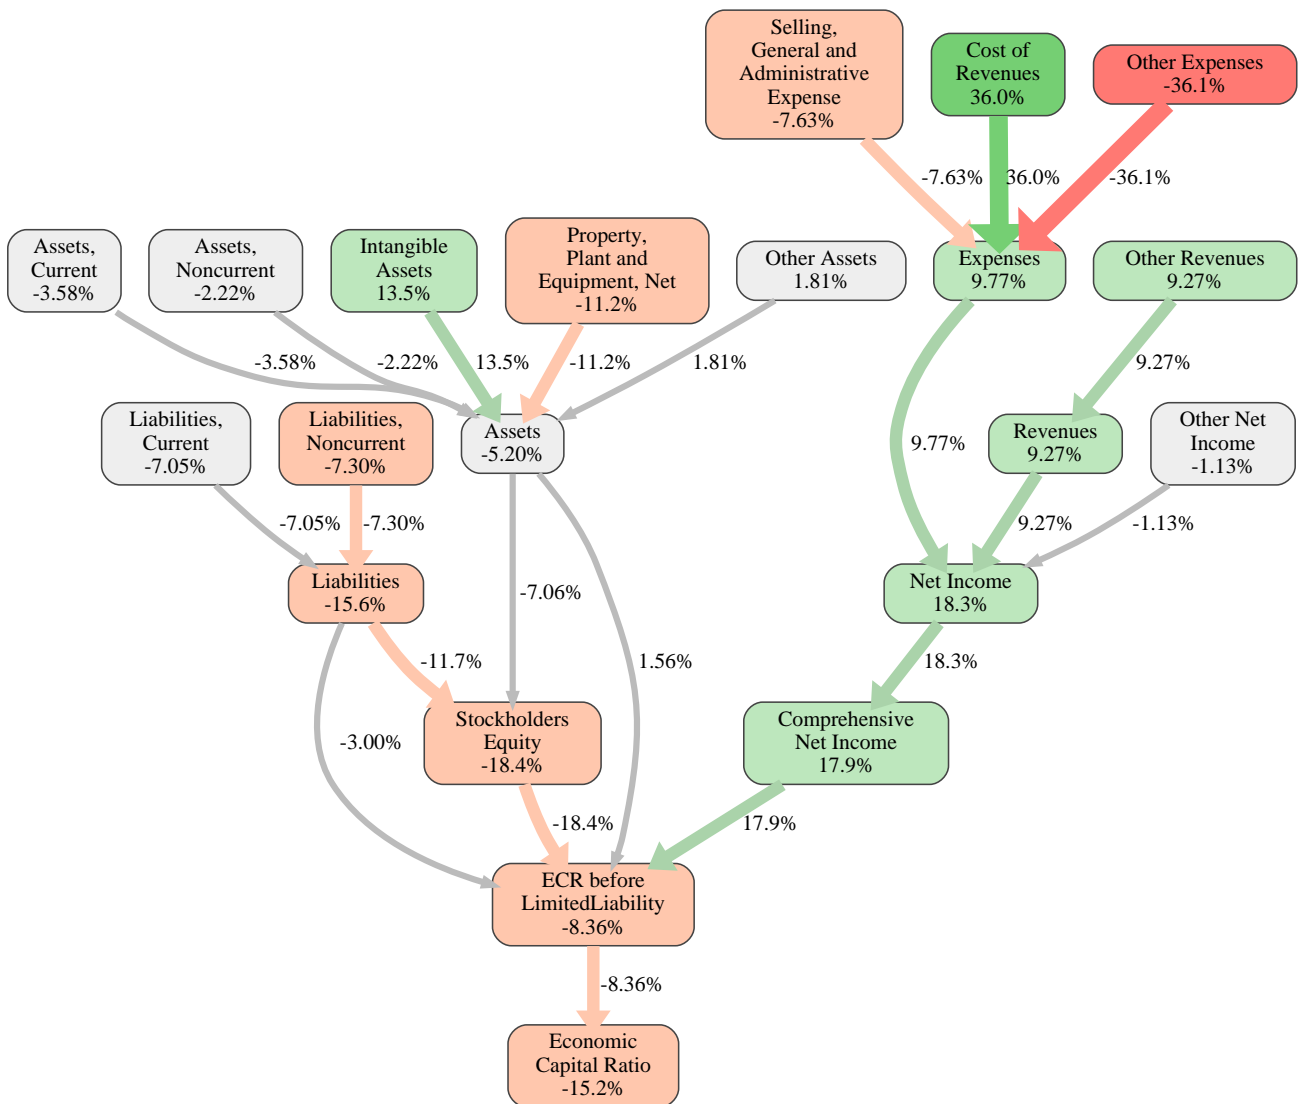 Selling,
General and
Administrative
Expense
-7.63%
Cost of
Revenues
36.0%
Other Expenses
-36.1%
-7.63%
36.0%
-36.1%
Assets,
Current
-3.58%
Assets,
Noncurrent
-2.22%
Intangible
Assets
13.5%
Property,
Plant and
Equipment, Net
-11.2%
Other Assets
1.81%
Expenses
9.77%
Other Revenues
9.27%
-3.58%
-2.22%
13.5%
-11.2%
1.81%
9.27%
Liabilities,
Current
-7.05%
Liabilities,
Noncurrent
-7.30%
Assets
-5.20%
9.77%
Revenues
9.27%
Other Net
Income
-1.13%
-7.05%
-7.30%
9.27%
-1.13%
Liabilities
-15.6%
-7.06%
Net Income
18.3%
-11.7%
1.56%
18.3%
-3.00%
Stockholders
Equity
-18.4%
Comprehensive
Net Income
17.9%
-18.4%
17.9%
ECR before
LimitedLiability
-8.36%
-8.36%
Economic
Capital Ratio
-15.2%